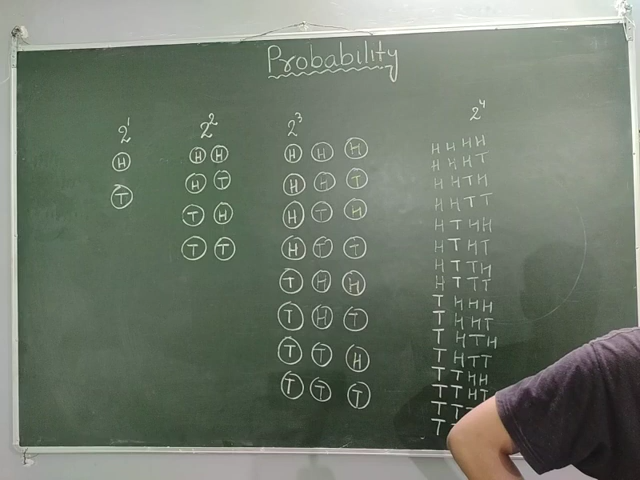 Probability
2¹
H
T
2²
H H
H T
T H
T T
2³
H H H
H H T
H T H
H T T
T H H
T H T
T T H
T T T
2⁴
H H H H
H H H T
H H T H
H H T T
H T H H
H T H T
H T T H
H T T T
T H H H
T H H T
T H T H
T H T T
T T H H
T T H T
T T
T